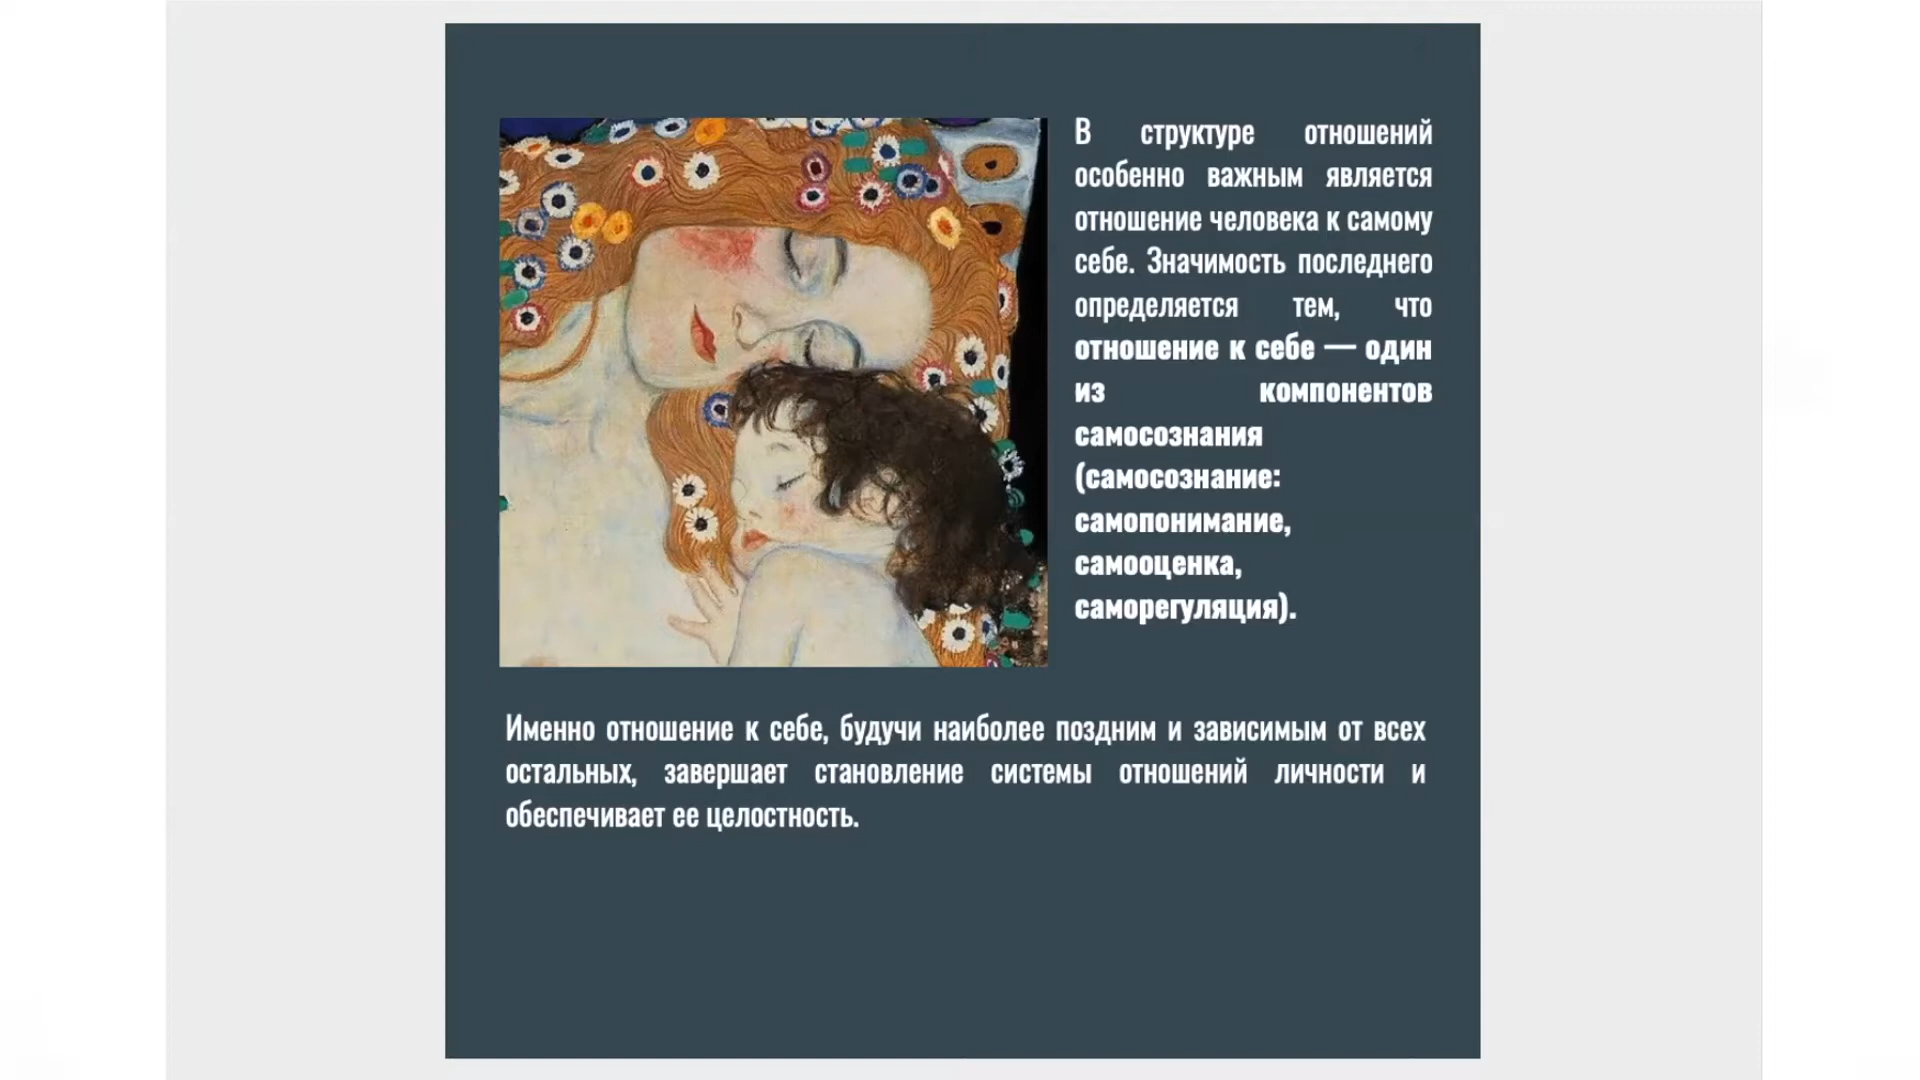 В структуре отношений
особенно важным является
отношение человека к самому
себе. Значимость последнего
определяется тем, что
отношение к себе — один
из компонентов
самосознания
(самосознание:
самопонимание,
самооценка,
саморегуляция).
Именно отношение к себе, будучи наиболее поздним и зависимым от всех
остальных, завершает становление системы отношений личности и
обеспечивает ее целостность.